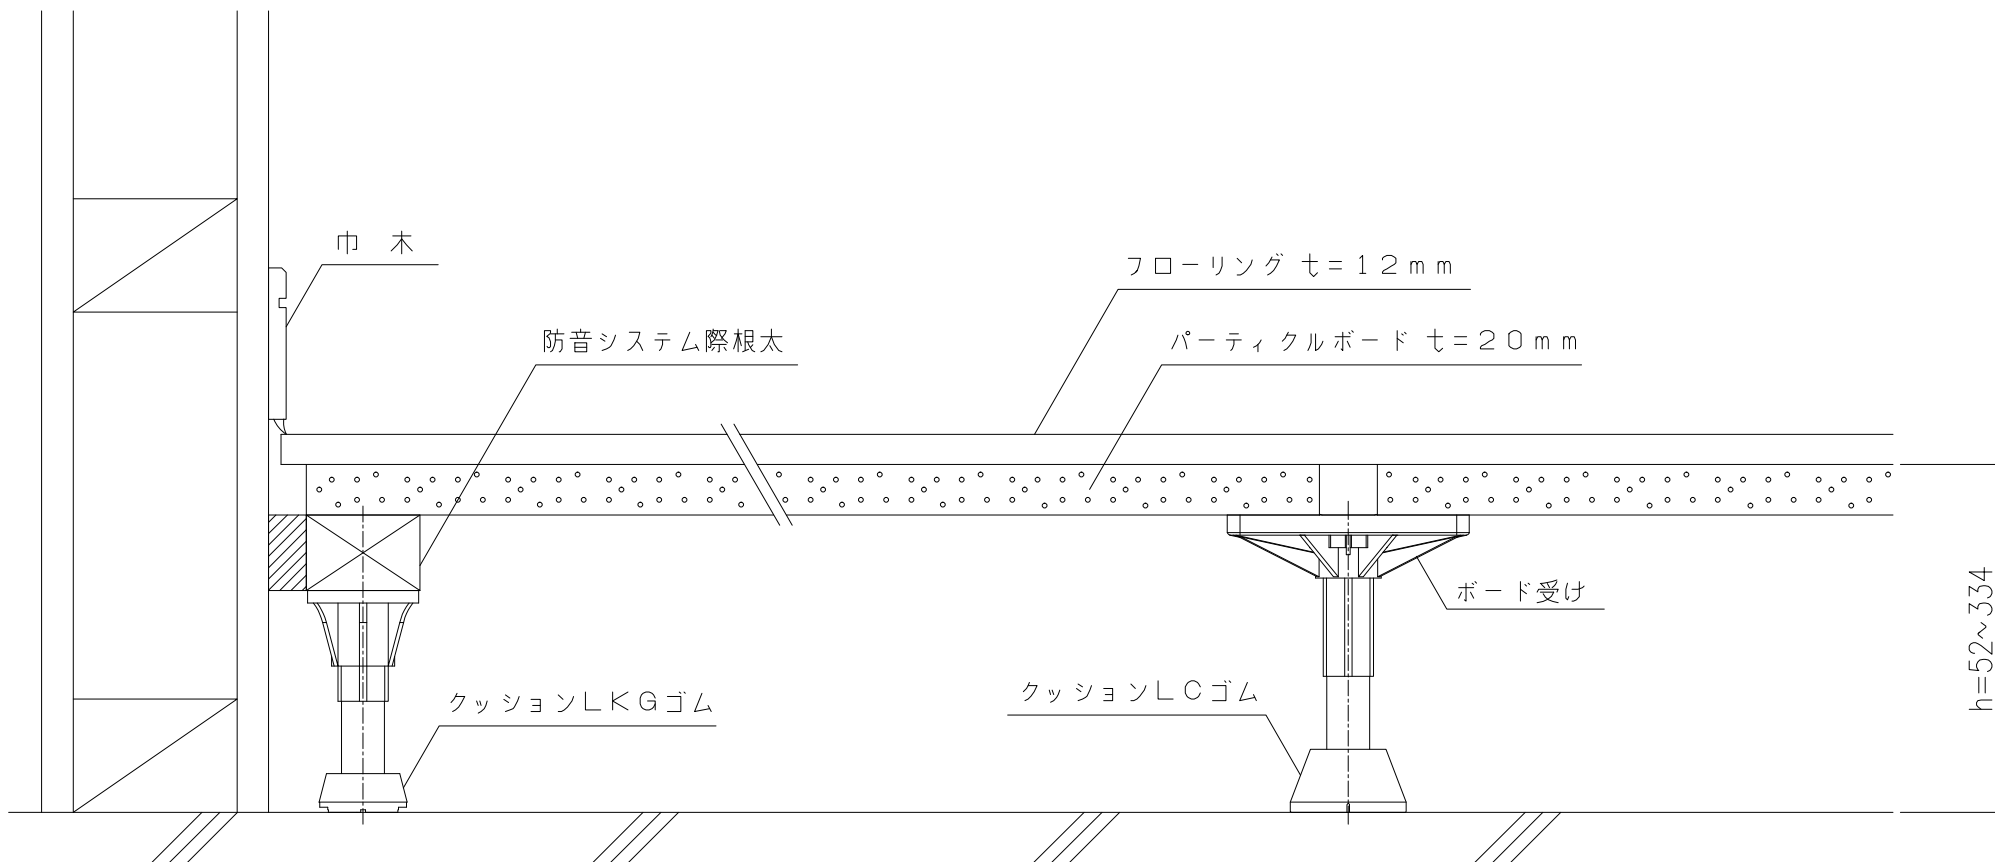 巾　木
フローリング ｔ＝１２ｍｍ
防音システム際根太
パーティクルボード ｔ＝２０ｍｍ
ボード受け
h=52~334
クッションＬＫＧゴム
クッションＬＣゴム